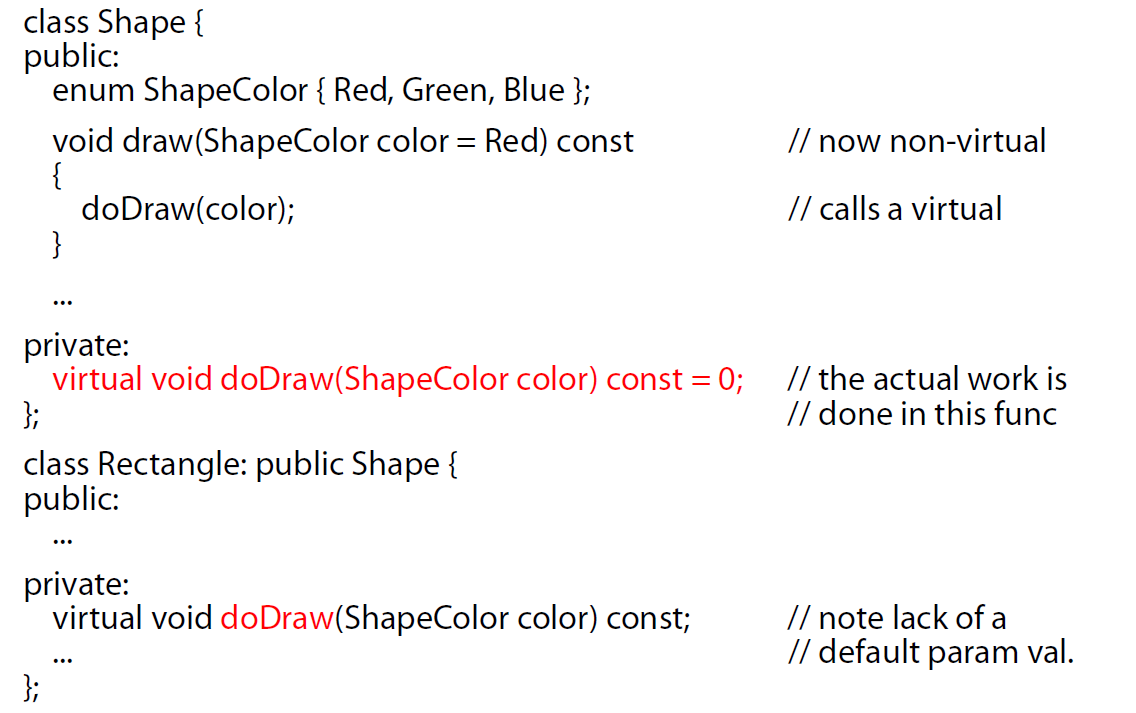 class Shape {
public:
enum ShapeColor { Red, Green, Blue };
void draw(ShapeColor color = Red) const // now non-virtual
{
doDraw(color); // calls a virtual
}
...
private:
virtual void doDraw(ShapeColor color) const = 0; // the actual work is
}; // done in this func
class Rectangle: public Shape {
public:
...
private:
virtual void doDraw(ShapeColor color) const; // note lack of a
... // default param val.
};